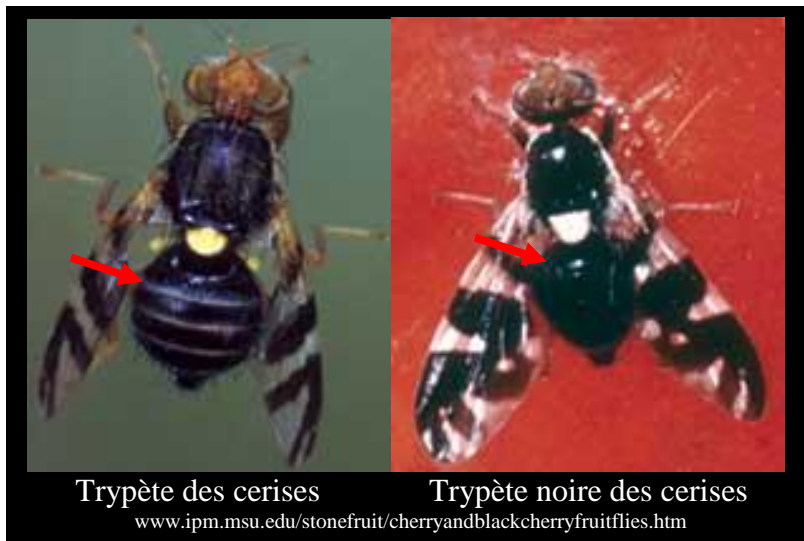 Trypète des cerises Trypète noire des cerises
www.ipm.msu.edu/stonefruit/cherryandblackcherryfruitflies.htm